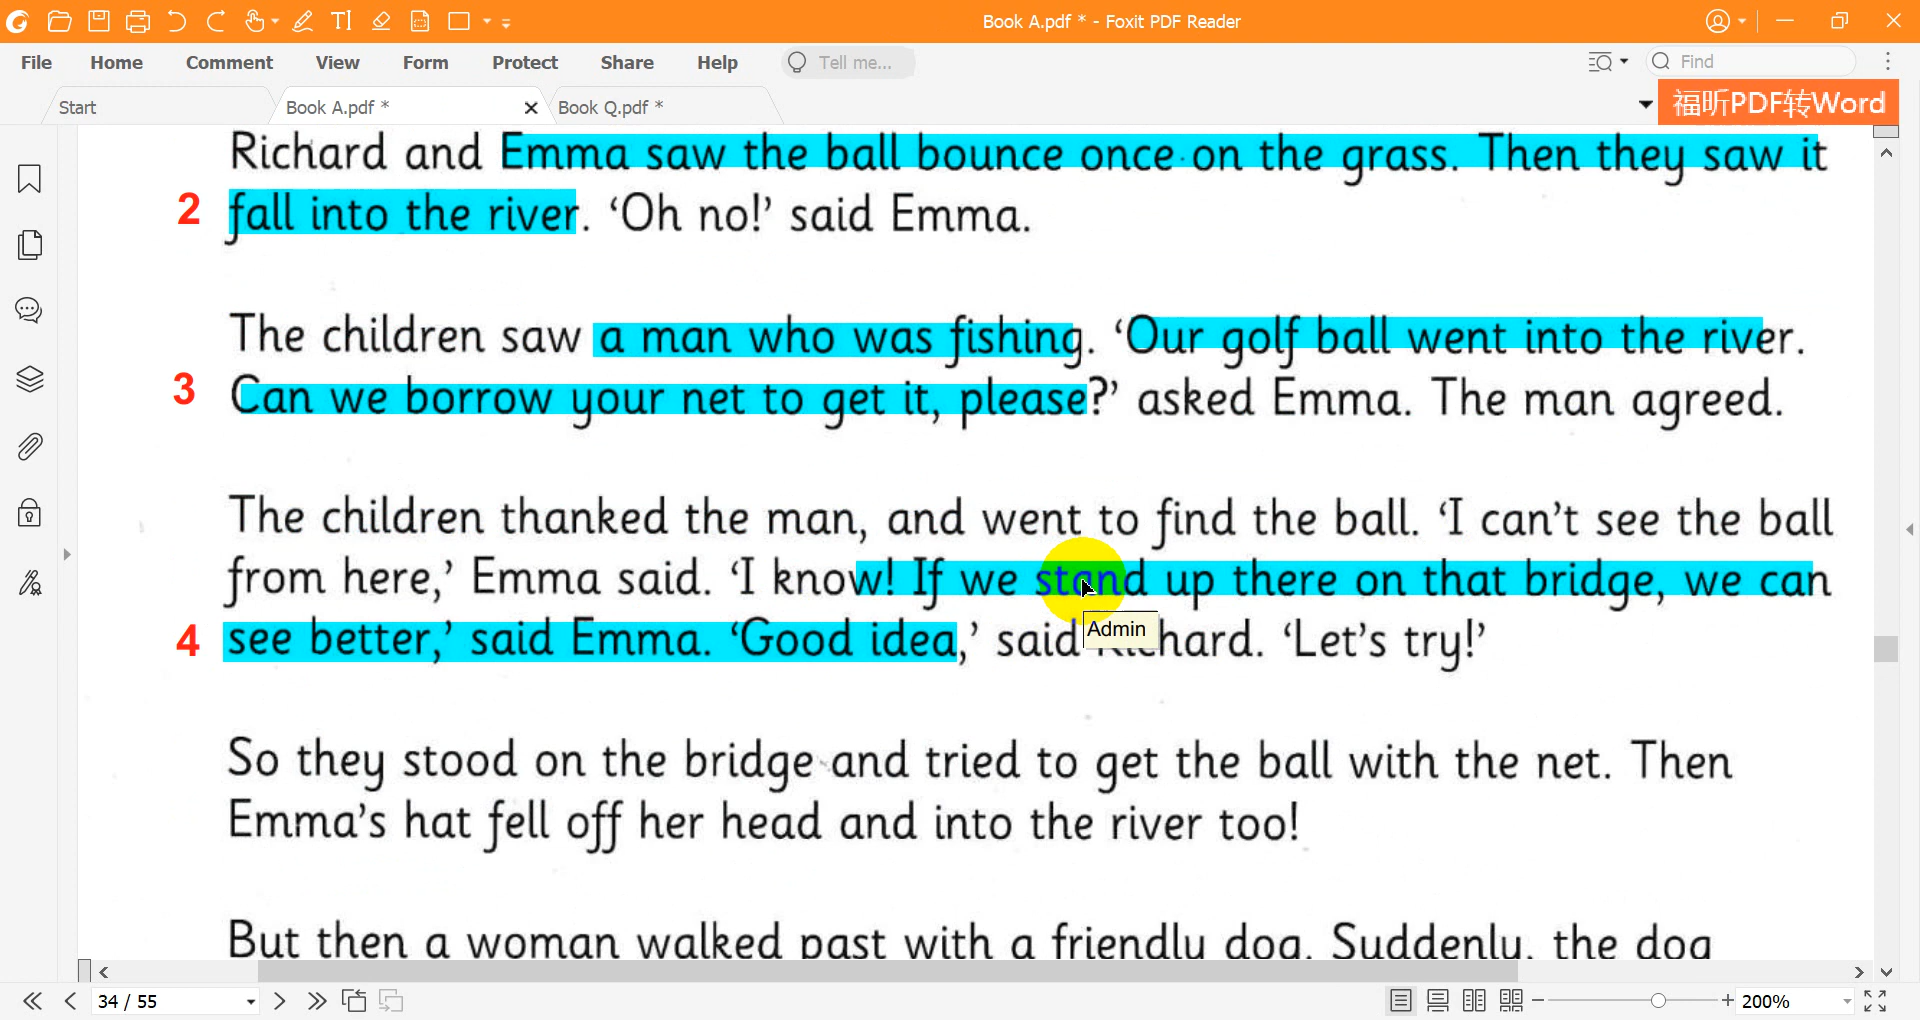 Book A.pdf * - Foxit PDF Reader
File Home Comment View Form Protect Share Help Tell me... Find
Start Book A.pdf * Book Q.pdf * 福昕PDF转Word
Richard and Emma saw the ball bounce once on the grass. Then they saw it
2 fall into the river. ‘Oh no!’ said Emma.
The children saw a man who was fishing. ‘Our golf ball went into the river.
3 Can we borrow your net to get it, please?’ asked Emma. The man agreed.
The children thanked the man, and went to find the ball. ‘I can’t see the ball
from here,’ Emma said. ‘I know! If we stand up there on that bridge, we can
4 see better,’ said Emma. ‘Good idea,’ said Richard. ‘Let’s try!’
Admin
So they stood on the bridge and tried to get the ball with the net. Then
Emma’s hat fell off her head and into the river too!
But then a woman walked past with a friendly dog. Suddenly, the dog
34 / 55 200%